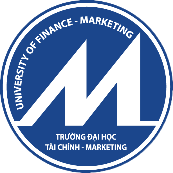 UNIVERSITY OF FINANCE - MARKETING
TRƯỜNG ĐẠI HỌC
TÀI CHÍNH - MARKETING